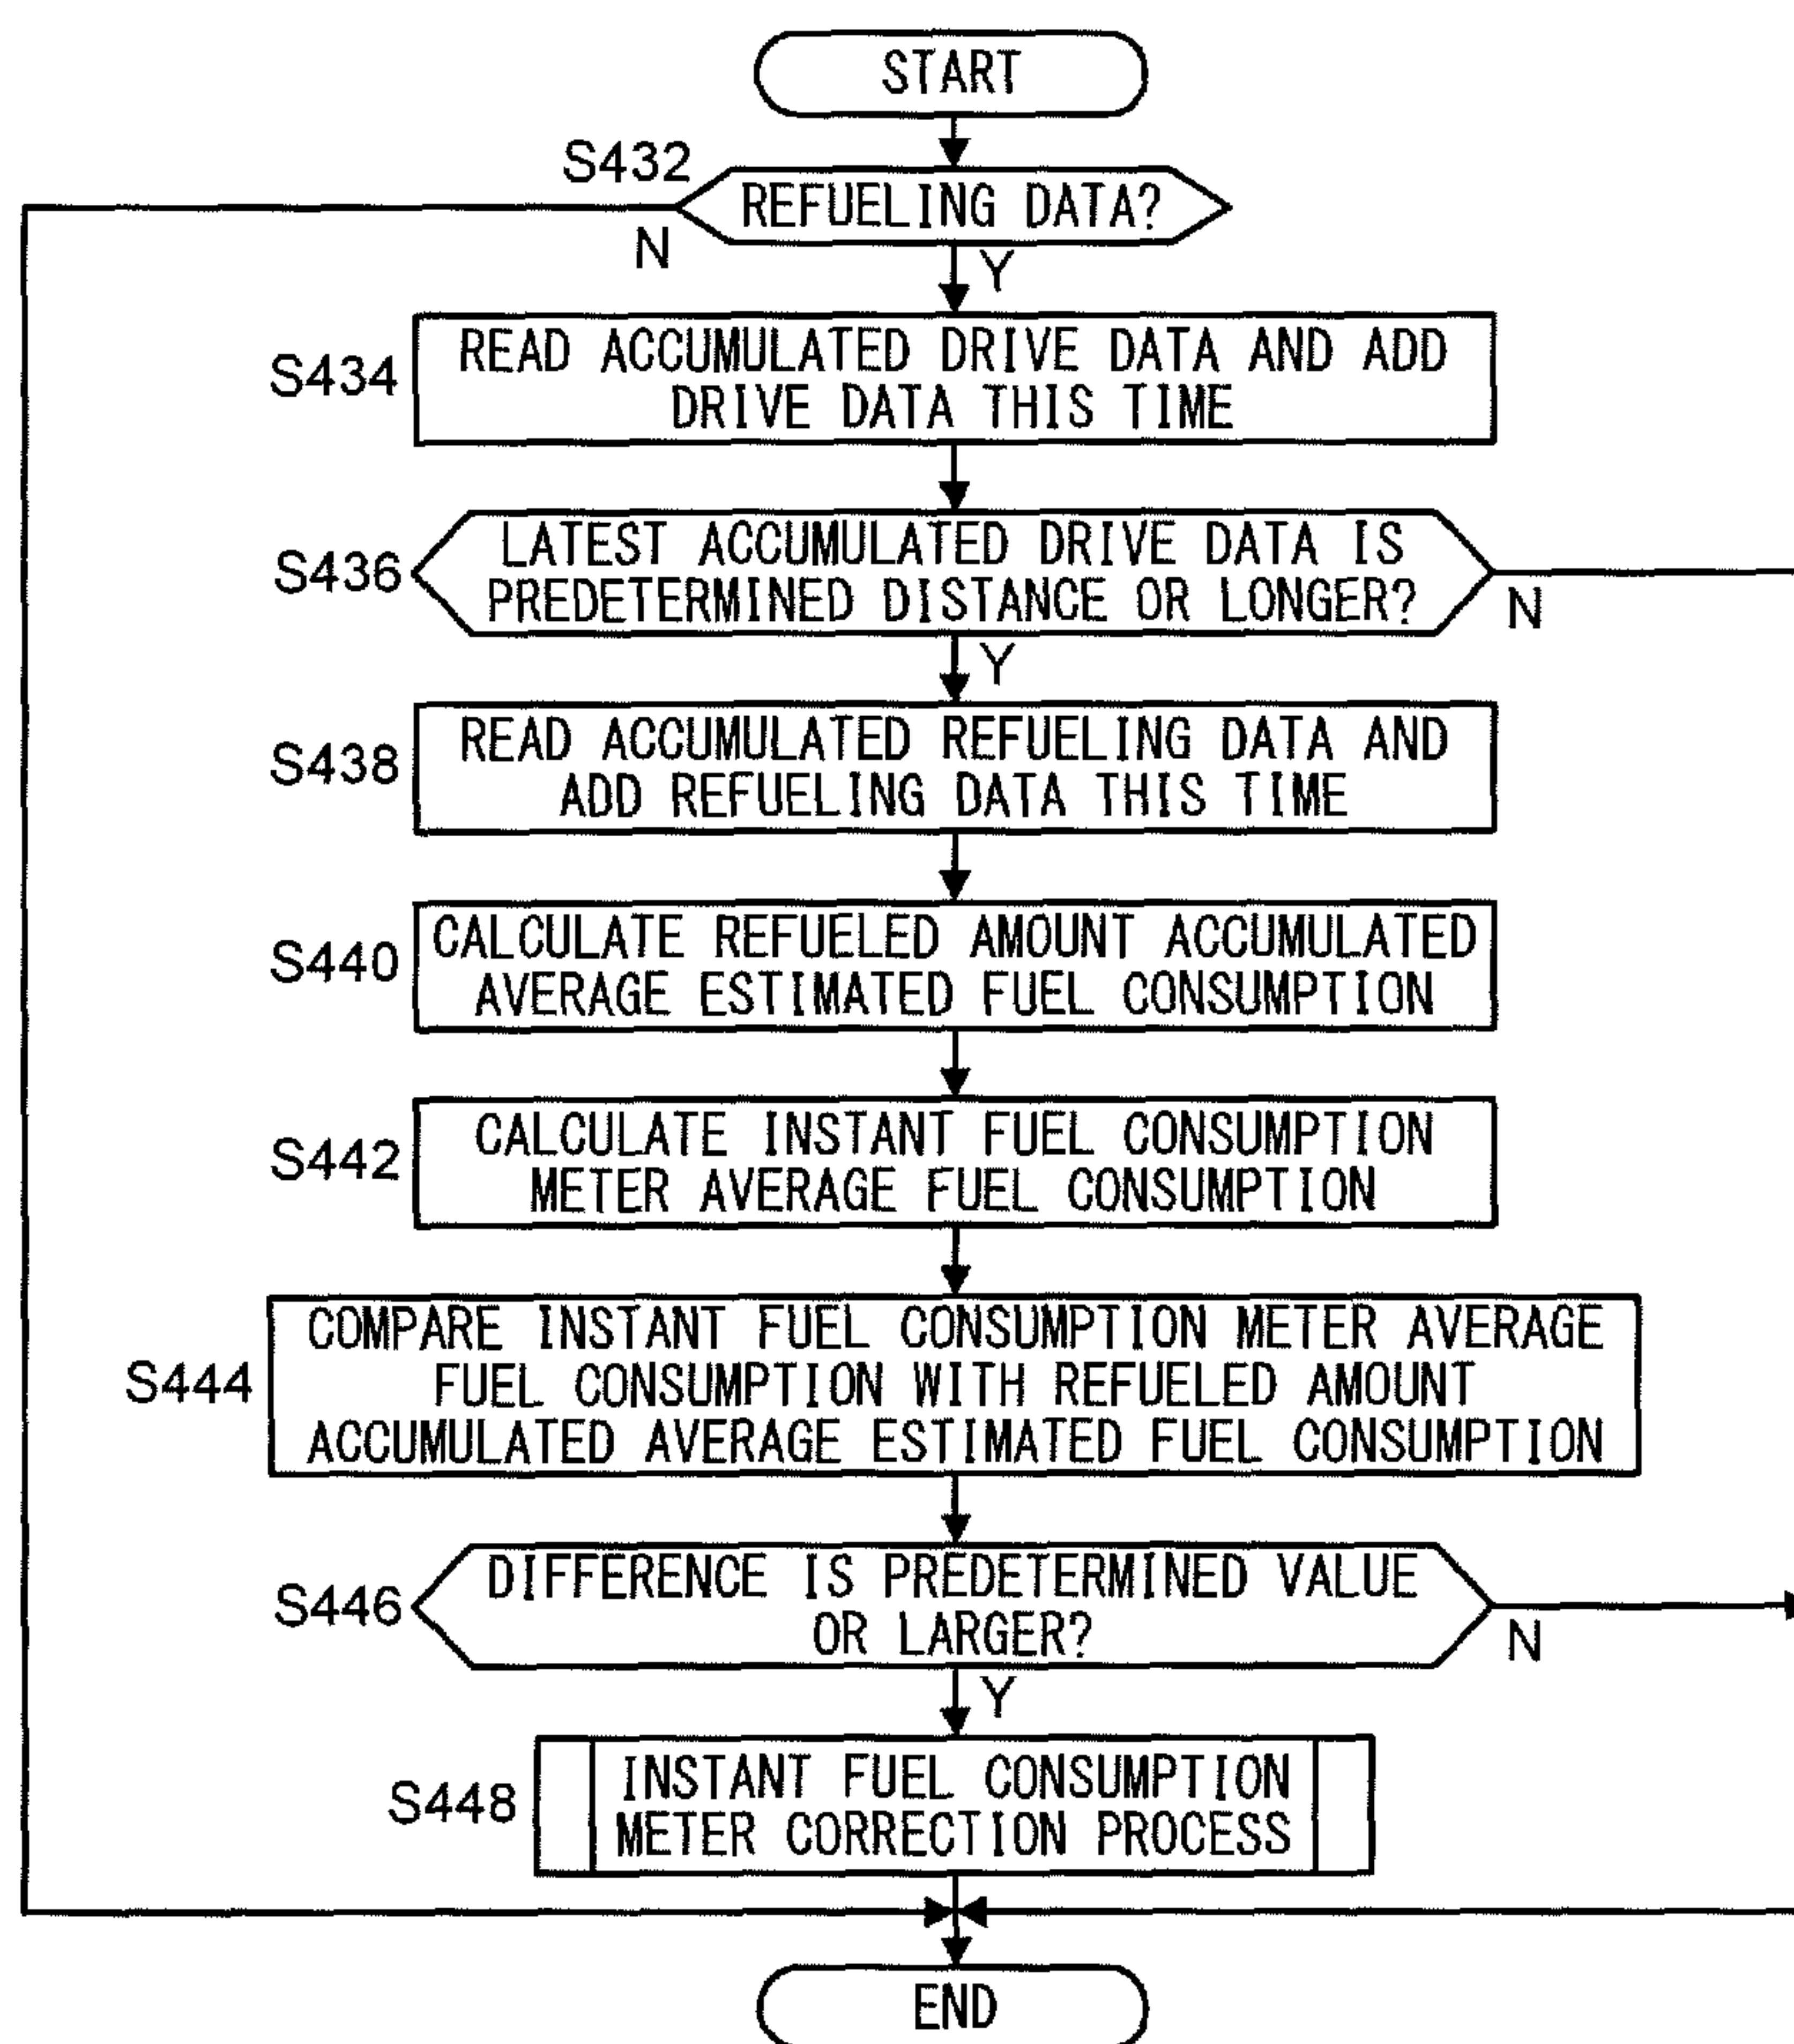 START
S432
REFUELING DATA?
N
Y
S434
READ ACCUMULATED DRIVE DATA AND ADD
DRIVE DATA THIS TIME
S436
LATEST ACCUMULATED DRIVE DATA IS
PREDETERMINED DISTANCE OR LONGER?
N
Y
S438
READ ACCUMULATED REFUELING DATA AND
ADD REFUELING DATA THIS TIME
S440
CALCULATE REFUELED AMOUNT ACCUMULATED
AVERAGE ESTIMATED FUEL CONSUMPTION
S442
CALCULATE INSTANT FUEL CONSUMPTION
METER AVERAGE FUEL CONSUMPTION
S444
COMPARE INSTANT FUEL CONSUMPTION METER AVERAGE
FUEL CONSUMPTION WITH REFUELED AMOUNT
ACCUMULATED AVERAGE ESTIMATED FUEL CONSUMPTION
S446
DIFFERENCE IS PREDETERMINED VALUE
OR LARGER?
N
Y
S448
INSTANT FUEL CONSUMPTION
METER CORRECTION PROCESS
END